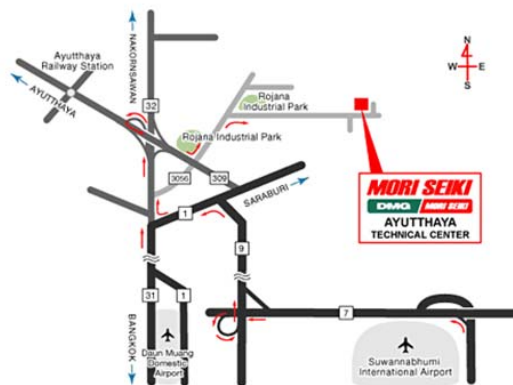 NAKORNSAWAN
N
W
E
S
Ayutthaya
Railway Station
AYUTTHAYA
32
Rojana
Industrial Park
Rojana Industrial Park
3056
309
SARABURI
1
MORI SEIKI
DMG MORI SEIKI
AYUTTHAYA
TECHNICAL CENTER
9
31
1
7
BANGKOK
Daun Muang
Domestic
Airport
Suwannabhumi
International Airport